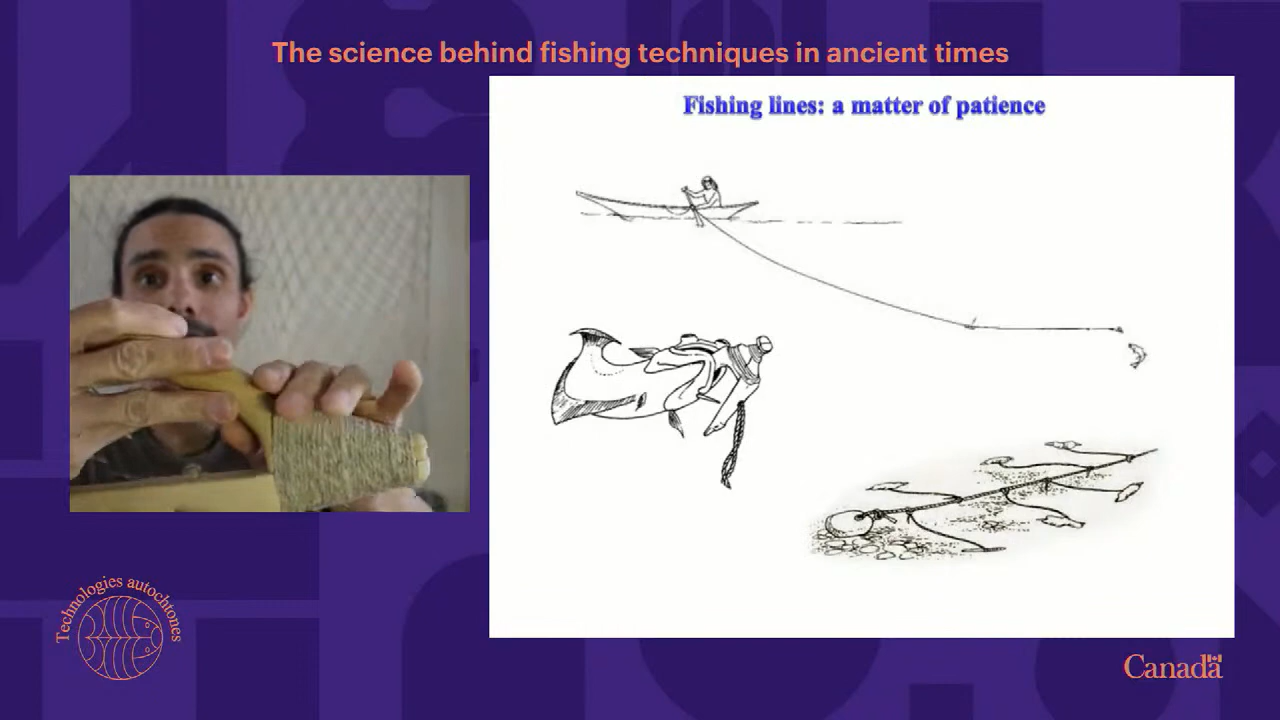 The science behind fishing techniques in ancient times
Fishing lines: a matter of patience
Technologies autochtones
Canada